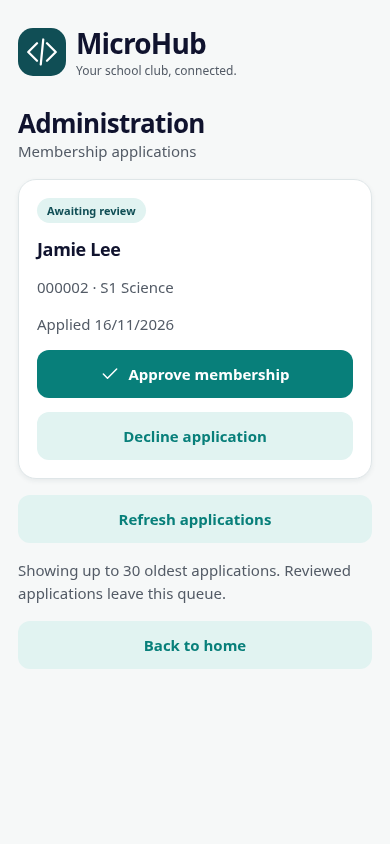 MicroHub
Your school club, connected.
Administration
Membership applications
Awaiting review
Jamie Lee
000002 · S1 Science
Applied 16/11/2026
Approve membership
Decline application
Refresh applications
Showing up to 30 oldest applications. Reviewed
applications leave this queue.
Back to home